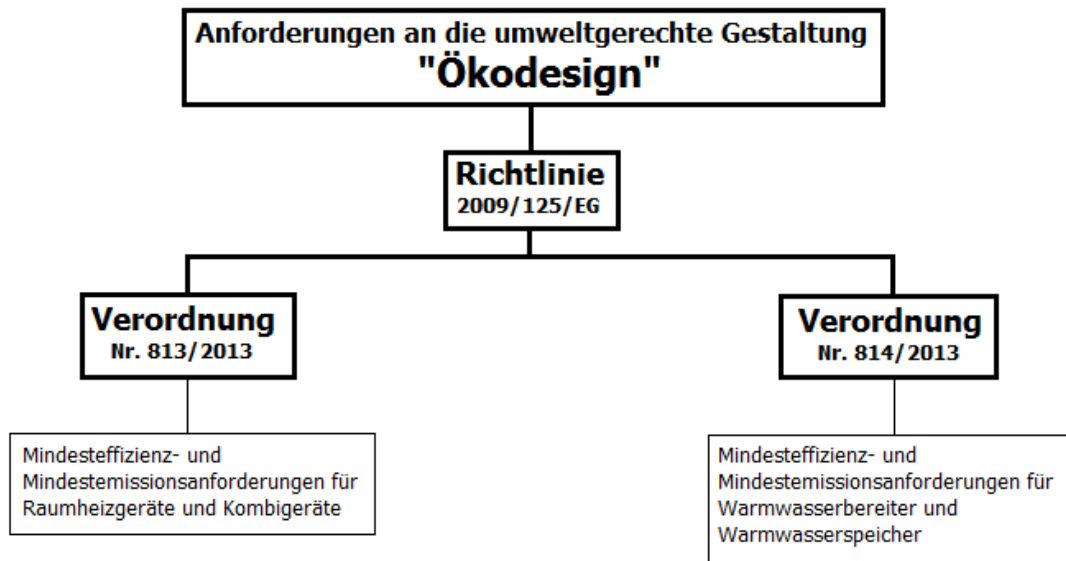 Anforderungen an die umweltgerechte Gestaltung
"Ökodesign"
Richtlinie
2009/125/EG
Verordnung
Nr. 813/2013
Mindesteffizienz- und
Mindestemissionsanforderungen für
Raumheizgeräte und Kombigeräte
Verordnung
Nr. 814/2013
Mindesteffizienz- und
Mindestemissionsanforderungen für
Warmwasserbereiter und
Warmwasserspeicher